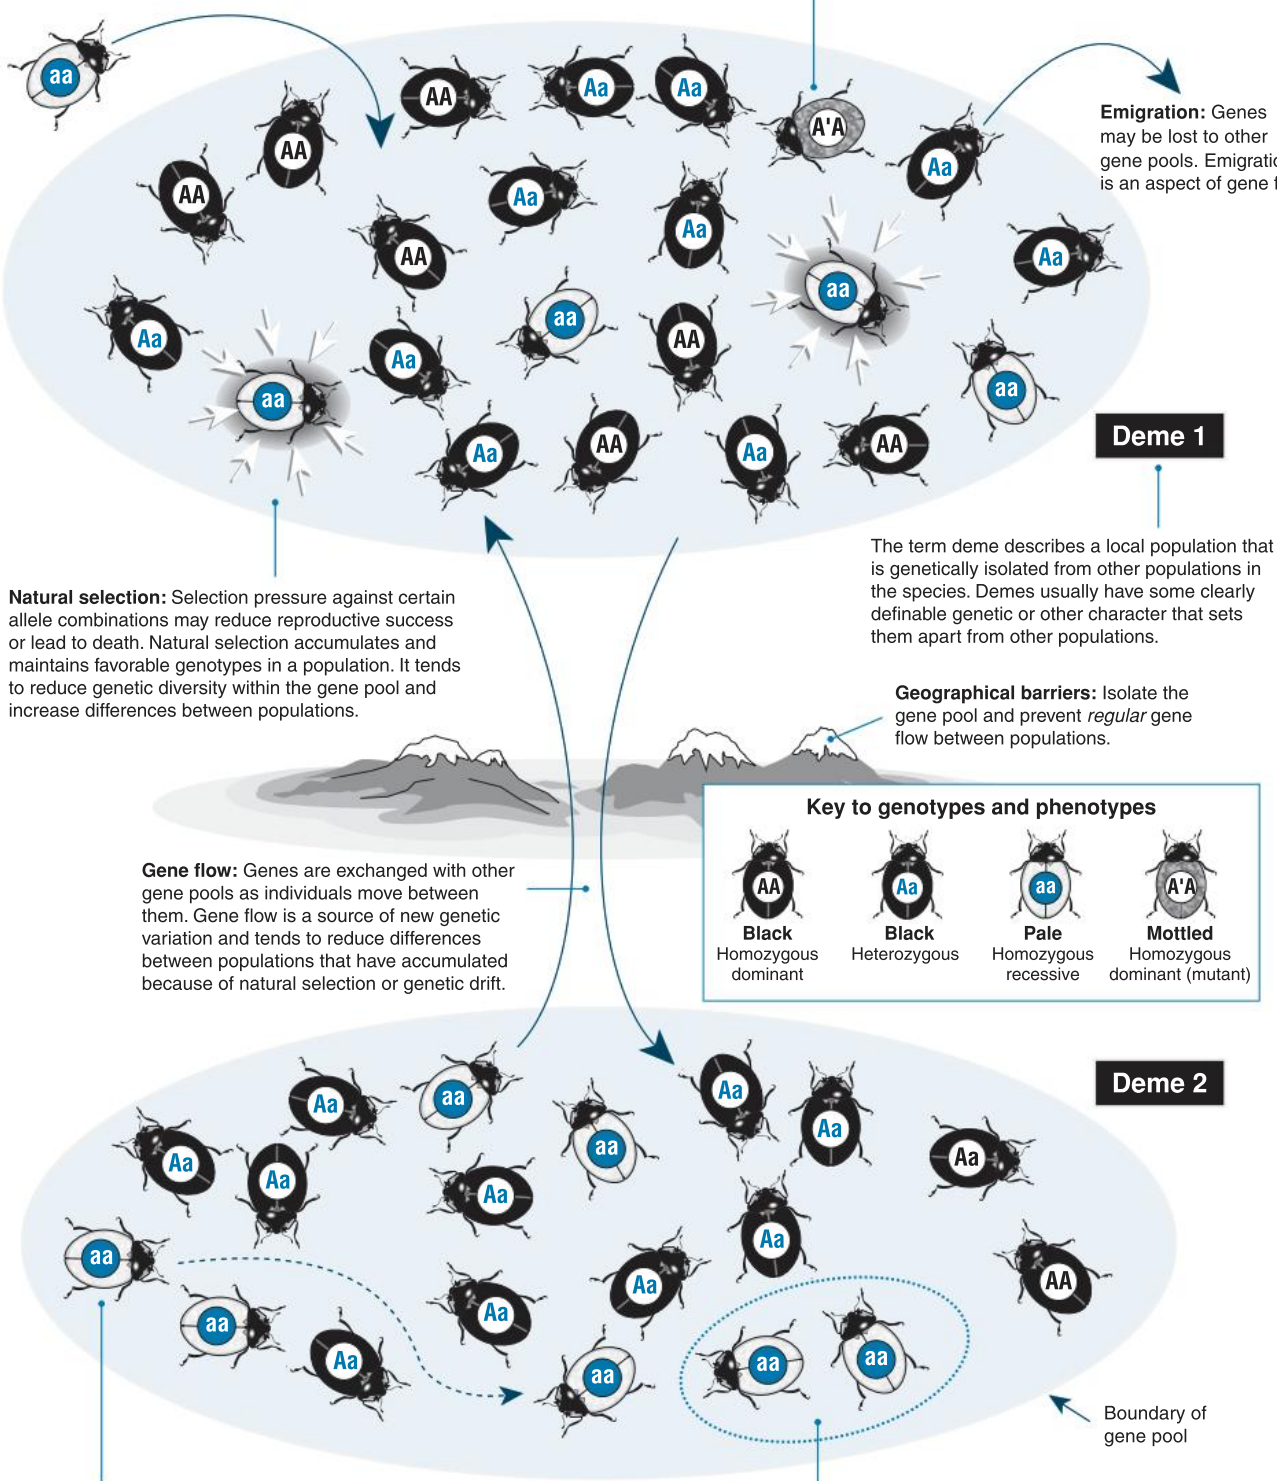 aa
AA
Aa
Aa
A'A
Aa
Emigration: Genes
may be lost to other
gene pools. Emigratio
is an aspect of gene f
AA
AA
Aa
Aa
AA
Aa
aa
aa
AA
Aa
Aa
aa
aa
Aa
AA
Aa
AA
Deme 1
The term deme describes a local population that
is genetically isolated from other populations in
the species. Demes usually have some clearly
definable genetic or other character that sets
them apart from other populations.
Natural selection: Selection pressure against certain
allele combinations may reduce reproductive success
or lead to death. Natural selection accumulates and
maintains favorable genotypes in a population. It tends
to reduce genetic diversity within the gene pool and
increase differences between populations.
Geographical barriers: Isolate the
gene pool and prevent regular gene
flow between populations.
Key to genotypes and phenotypes
AA
Aa
aa
A'A
Black
Homozygous
dominant
Black
Heterozygous
Pale
Homozygous
recessive
Mottled
Homozygous
dominant (mutant)
Gene flow: Genes are exchanged with other
gene pools as individuals move between
them. Gene flow is a source of new genetic
variation and tends to reduce differences
between populations that have accumulated
because of natural selection or genetic drift.
Deme 2
Aa
aa
Aa
Aa
aa
Aa
Aa
Aa
Aa
Aa
aa
Aa
Aa
AA
aa
Aa
aa
aa
aa
Boundary of
gene pool